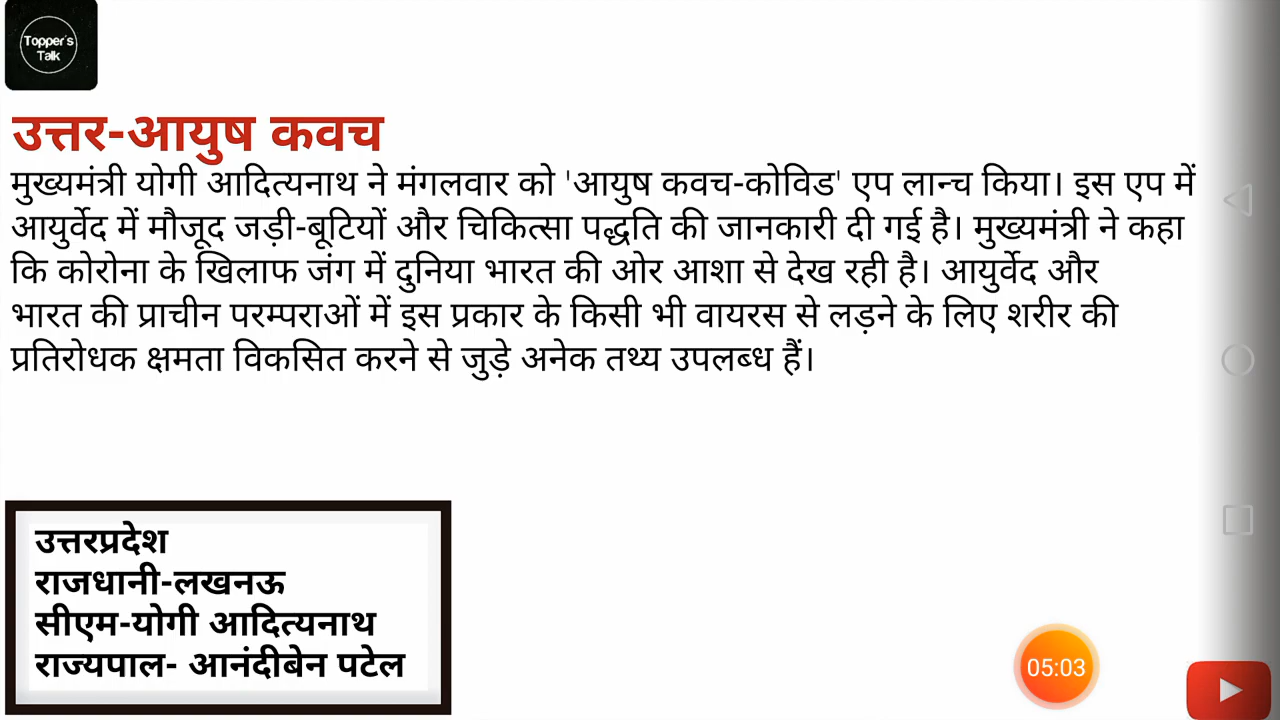 Topper's
Talk
उत्तर-आयुष कवच
मुख्यमंत्री योगी आदित्यनाथ ने मंगलवार को 'आयुष कवच-कोविड' एप लान्च किया। इस एप में
आयुर्वेद में मौजूद जड़ी-बूटियों और चिकित्सा पद्धति की जानकारी दी गई है। मुख्यमंत्री ने कहा
कि कोरोना के खिलाफ जंग में दुनिया भारत की ओर आशा से देख रही है। आयुर्वेद और
भारत की प्राचीन परम्पराओं में इस प्रकार के किसी भी वायरस से लड़ने के लिए शरीर की
प्रतिरोधक क्षमता विकसित करने से जुड़े अनेक तथ्य उपलब्ध हैं।
उत्तरप्रदेश
राजधानी-लखनऊ
सीएम-योगी आदित्यनाथ
राज्यपाल- आनंदीबेन पटेल
05:03